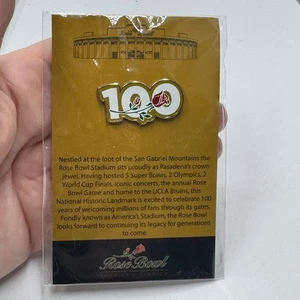 Rose Bowl
100
Nestled at the foot of the San Gabriel Mountains the
Rose Bowl Stadium sits proudly as Pasadena's crown
jewel. Having hosted 5 Super Bowls, 2 Olympics, 2
World Cup Finals, iconic concerts, the annual Rose
Bowl Game and home to the UCLA Bruins, this
National Historic Landmark is excited to celebrate 100
years of welcoming millions of fans through its gates.
Fondly known as America's Stadium, the Rose Bowl
looks forward to continuing its legacy for generations
to come.
Rose Bowl